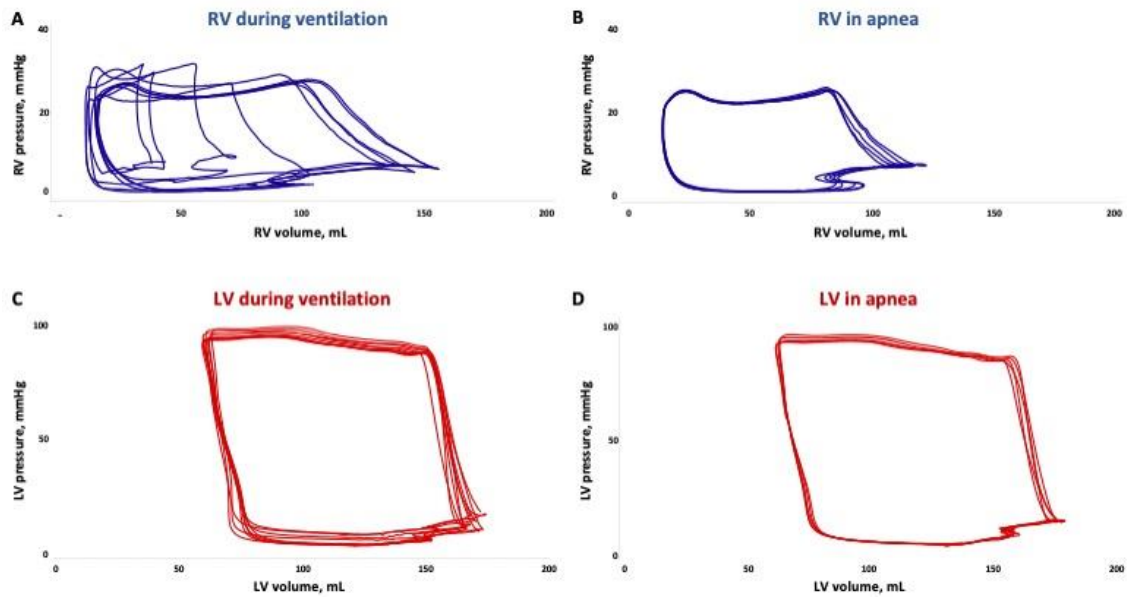 A
RV during ventilation
40
20
0
RV pressure, mmHg
-
50
100
150
200
RV volume, mL
B
RV in apnea
40
20
0
RV pressure, mmHg
0
50
100
150
200
RV volume, mL
C
LV during ventilation
100
50
0
LV pressure, mmHg
0
50
100
150
200
LV volume, mL
D
LV in apnea
100
50
0
LV pressure, mmHg
0
50
100
150
200
LV volume, mL